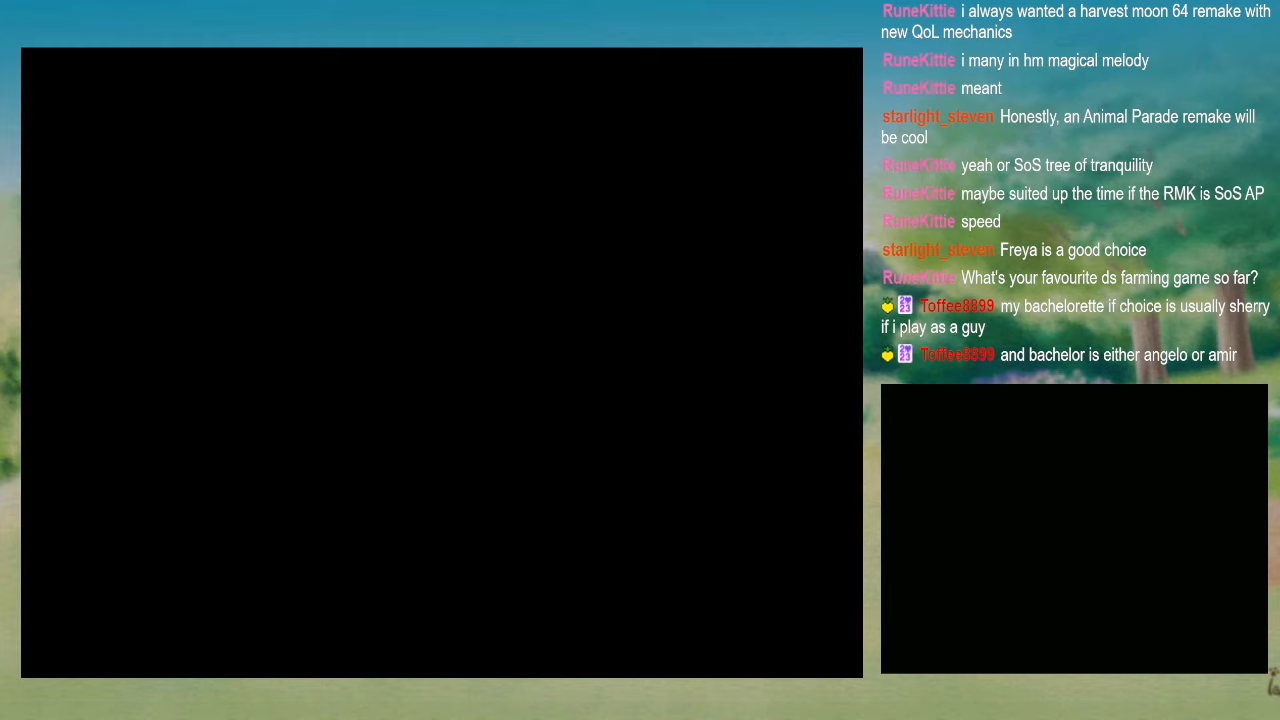 RuneKittie i always wanted a harvest moon 64 remake with
new QoL mechanics
RuneKittie i many in hm magical melody
RuneKittie meant
starlight_steven Honestly, an Animal Parade remake will
be cool
RuneKittie yeah or SoS tree of tranquility
RuneKittie maybe suited up the time if the RMK is SoS AP
RuneKittie speed
starlight_steven Freya is a good choice
RuneKittie What's your favourite ds farming game so far?
Toffee8899 my bachelorette if choice is usually sherry
if i play as a guy
Toffee8899 and bachelor is either angelo or amir